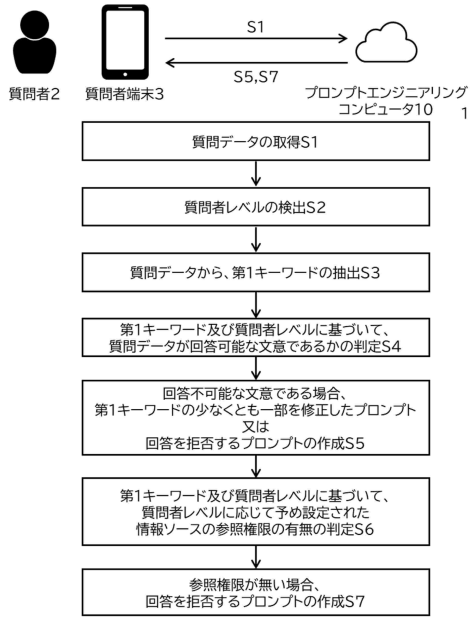 S1
S5,S7
質問者2
質問者端末3
プロンプトエンジニアリング
コンピュータ10
1
質問データの取得S1
質問者レベルの検出S2
質問データから、第1キーワードの抽出S3
第1キーワード及び質問者レベルに基づいて、
質問データが回答可能な文意であるかの判定S4
回答不可能な文意である場合、
第1キーワードの少なくとも一部を修正したプロンプト
又は
回答を拒否するプロンプトの作成S5
第1キーワード及び質問者レベルに基づいて、
質問者レベルに応じて予め設定された
情報ソースの参照権限の有無の判定S6
参照権限が無い場合、
回答を拒否するプロンプトの作成S7